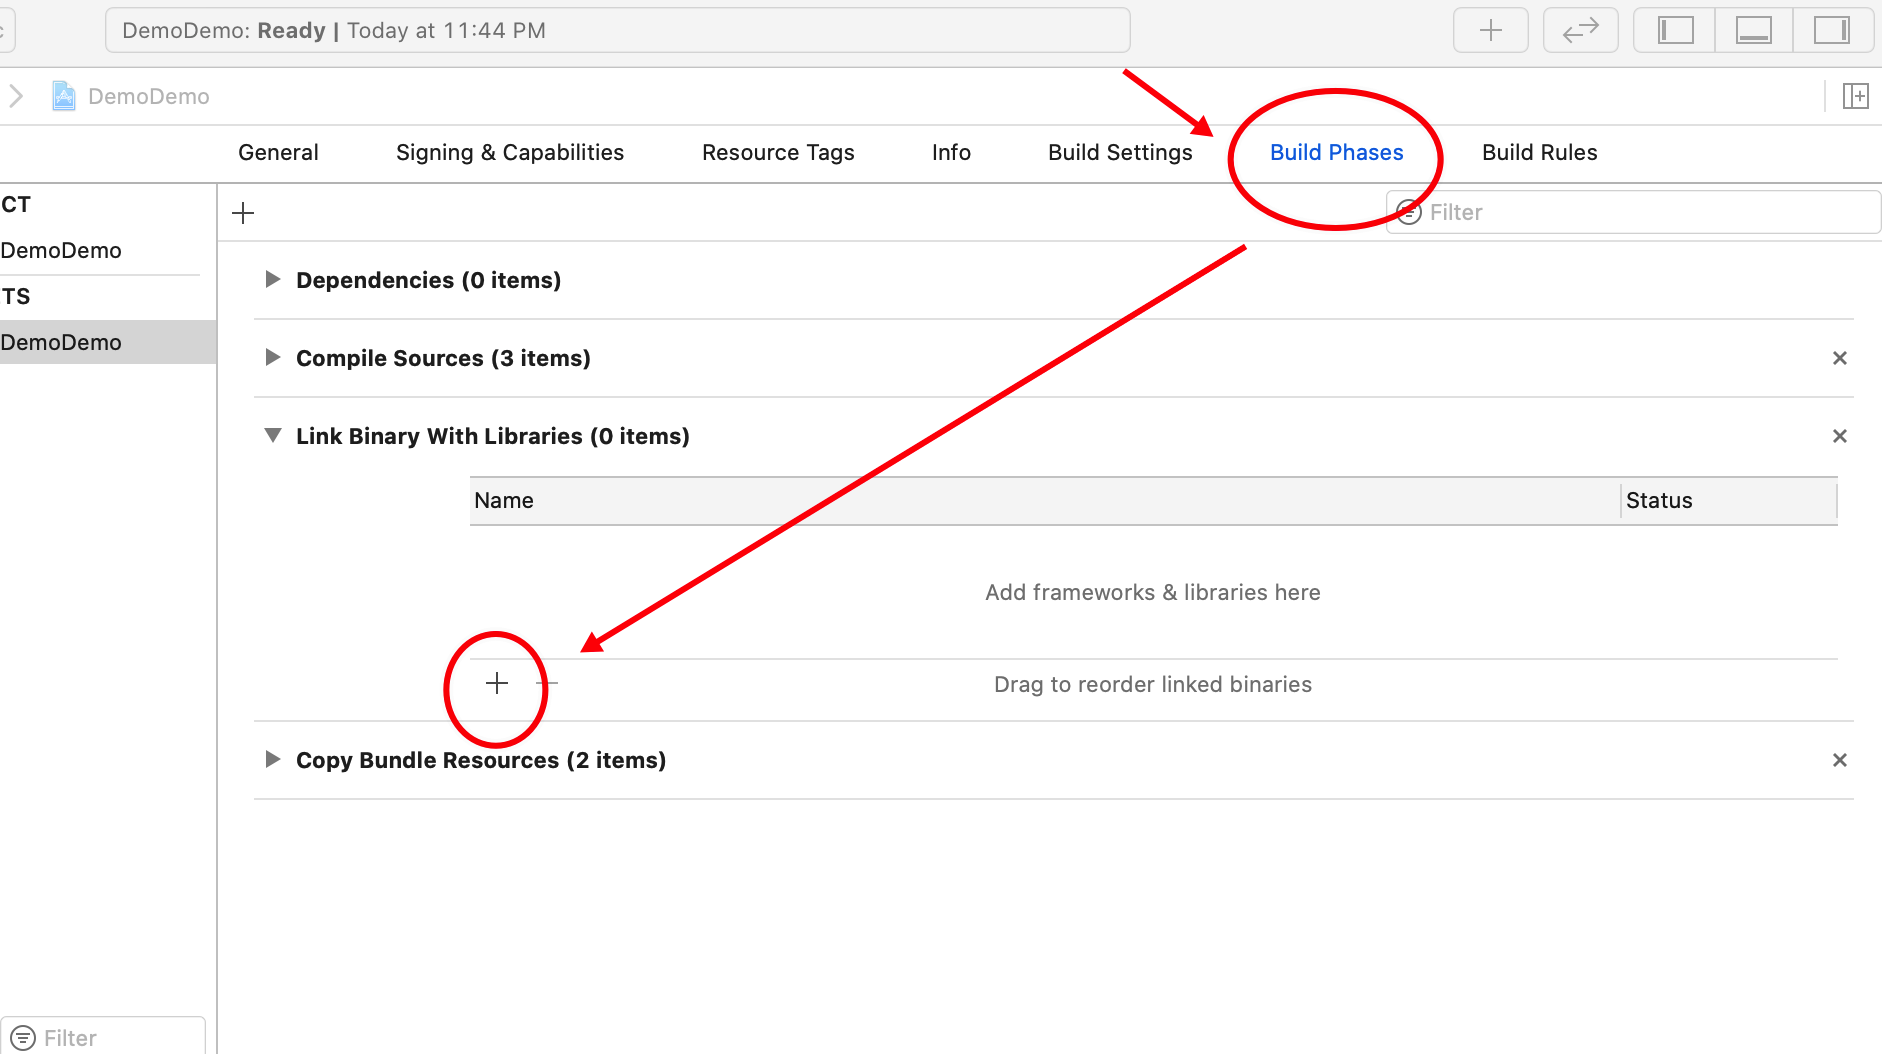 DemoDemo: Ready | Today at 11:44 PM
DemoDemo
General Signing & Capabilities Resource Tags Info Build Settings Build Phases Build Rules
CT
Filter
DemoDemo
Dependencies (0 items)
TS
DemoDemo
Compile Sources (3 items)
Link Binary With Libraries (0 items)
Name Status
Add frameworks & libraries here
Drag to reorder linked binaries
Copy Bundle Resources (2 items)
Filter